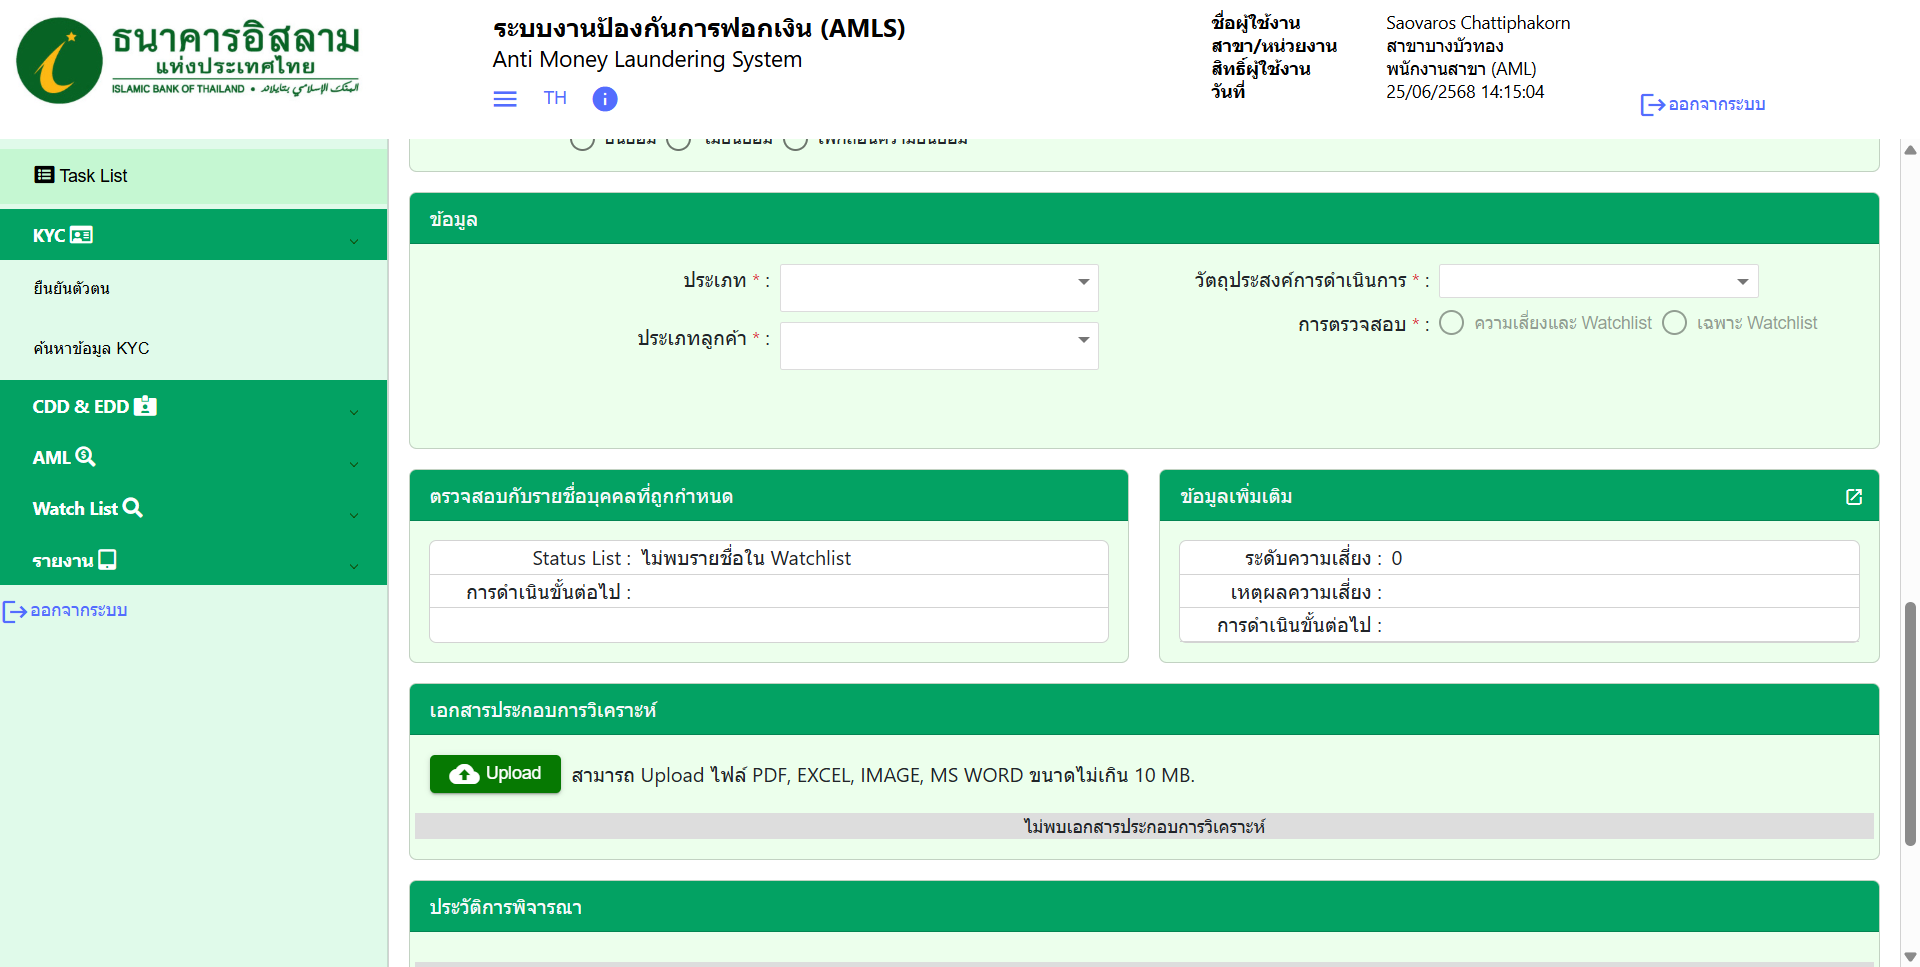 ธนาคารอิสลาม
แห่งประเทศไทย
ISLAMIC BANK OF THAILAND •
ระบบงานป้องกันการฟอกเงิน (AMLS)
Anti Money Laundering System
TH
ชื่อผู้ใช้งาน Saovaros Chattiphakorn
สาขา/หน่วยงาน สาขาบางบัวทอง
สิทธิ์ผู้ใช้งาน พนักงานสาขา (AML)
วันที่ 25/06/2568 14:15:04
ออกจากระบบ
Task List
KYC
ยืนยันตัวตน
ค้นหาข้อมูล KYC
CDD & EDD
AML
Watch List
รายงาน
ออกจากระบบ
ข้อมูล
ประเภท * :
วัตถุประสงค์การดำเนินการ * :
ประเภทลูกค้า * :
การตรวจสอบ * : ความเสี่ยงและ Watchlist เฉพาะ Watchlist
ตรวจสอบกับรายชื่อบุคคลที่ถูกกำหนด
Status List : ไม่พบรายชื่อใน Watchlist
การดำเนินขั้นต่อไป :
ข้อมูลเพิ่มเติม
ระดับความเสี่ยง : 0
เหตุผลความเสี่ยง :
การดำเนินขั้นต่อไป :
เอกสารประกอบการวิเคราะห์
Upload สามารถ Upload ไฟล์ PDF, EXCEL, IMAGE, MS WORD ขนาดไม่เกิน 10 MB.
ไม่พบเอกสารประกอบการวิเคราะห์
ประวัติการพิจารณา